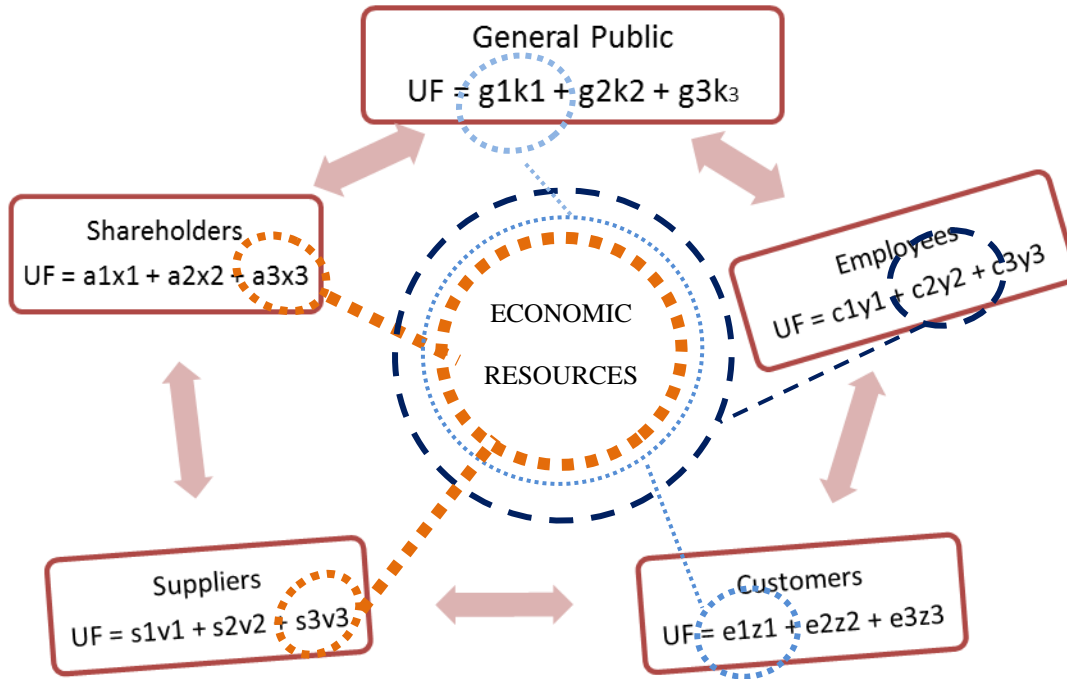 General Public
UF = g1k1 + g2k2 + g3k3
Shareholders
UF = a1x1 + a2x2 + a3x3
Employees
UF = c1y1 + c2y2 + c3y3
ECONOMIC
RESOURCES
Suppliers
UF = s1v1 + s2v2 + s3v3
Customers
UF = e1z1 + e2z2 + e3z3